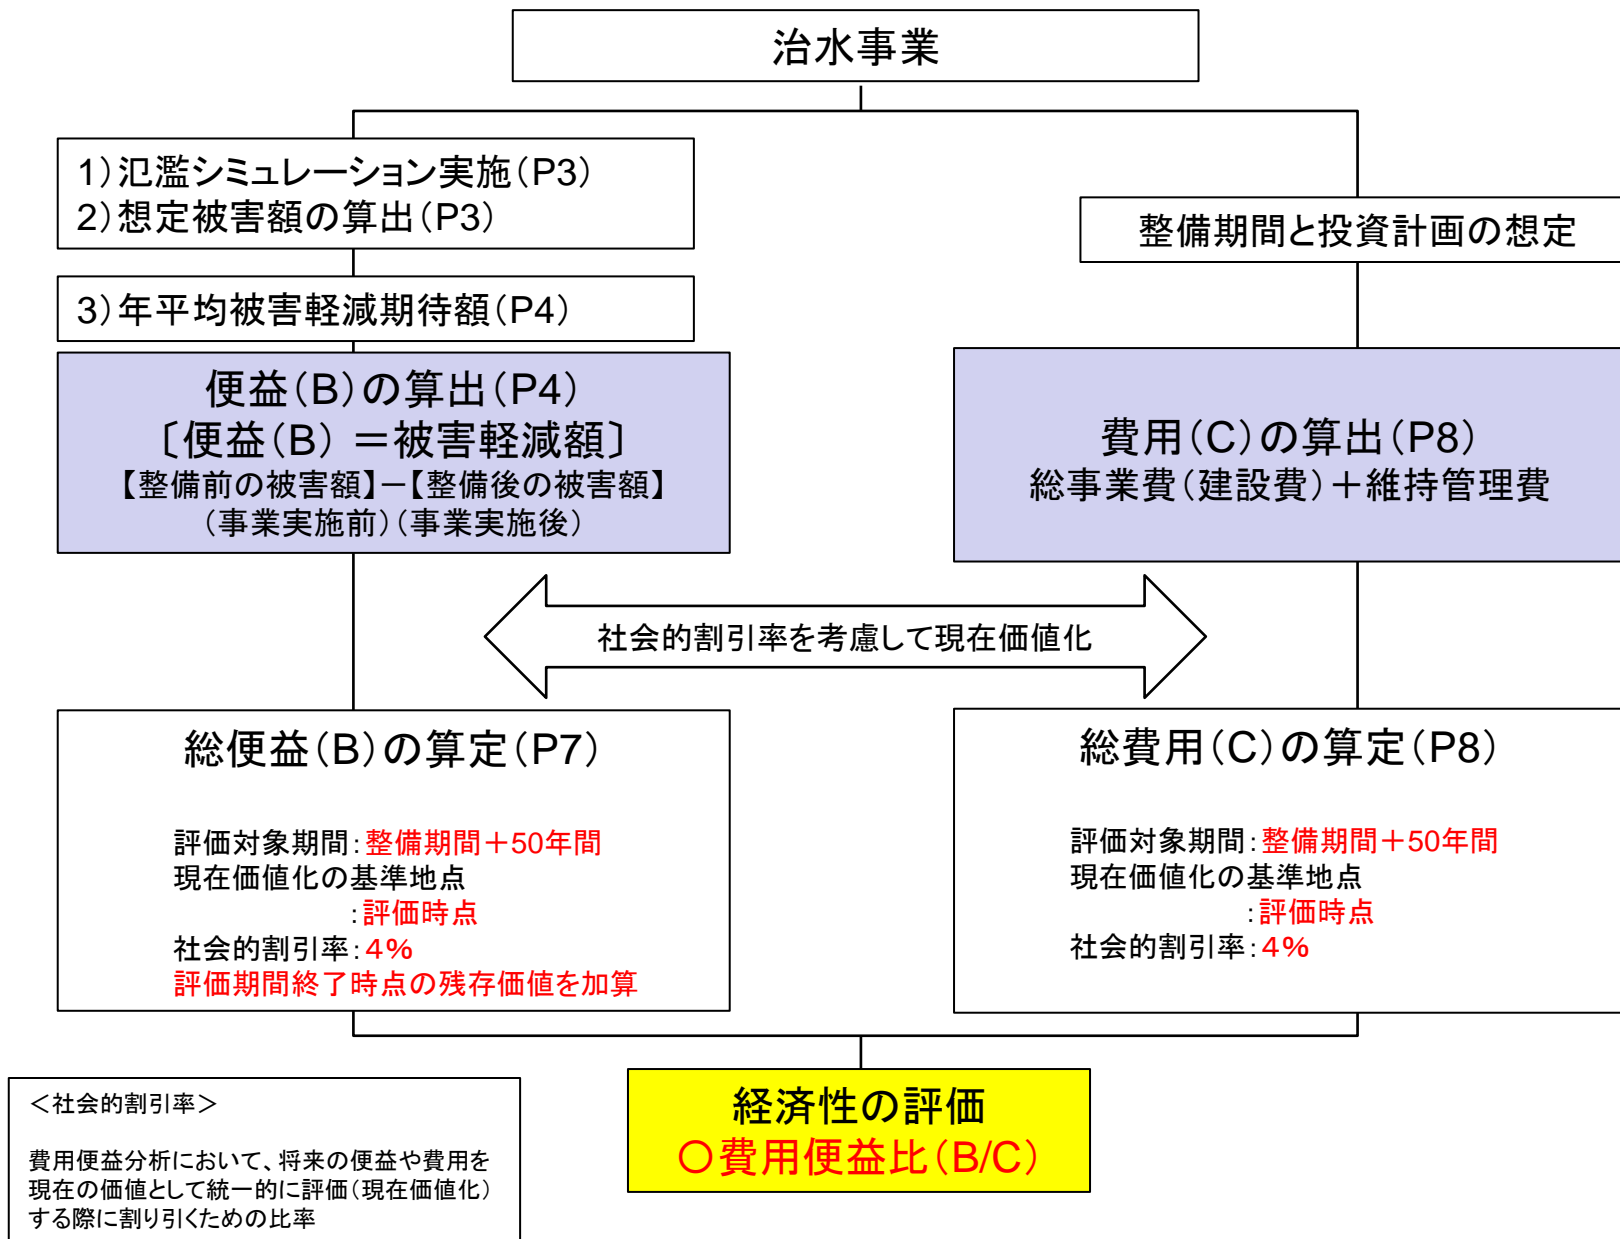 治水事業
1)氾濫シミュレーション実施(P3)
2)想定被害額の算出(P3)
3)年平均被害軽減期待額(P4)
便益(B)の算出(P4)
〔便益(B) =被害軽減額〕
【整備前の被害額】-【整備後の被害額】
(事業実施前)(事業実施後)
整備期間と投資計画の想定
費用(C)の算出(P8)
総事業費(建設費)+維持管理費
社会的割引率を考慮して現在価値化
総便益(B)の算定(P7)
評価対象期間:整備期間+50年間
現在価値化の基準地点
:評価時点
社会的割引率:4%
評価期間終了時点の残存価値を加算
総費用(C)の算定(P8)
評価対象期間:整備期間+50年間
現在価値化の基準地点
:評価時点
社会的割引率:4%
経済性の評価
○費用便益比(B/C)
<社会的割引率>
費用便益分析において、将来の便益や費用を
現在の価値として統一的に評価(現在価値化)
する際に割り引くための比率